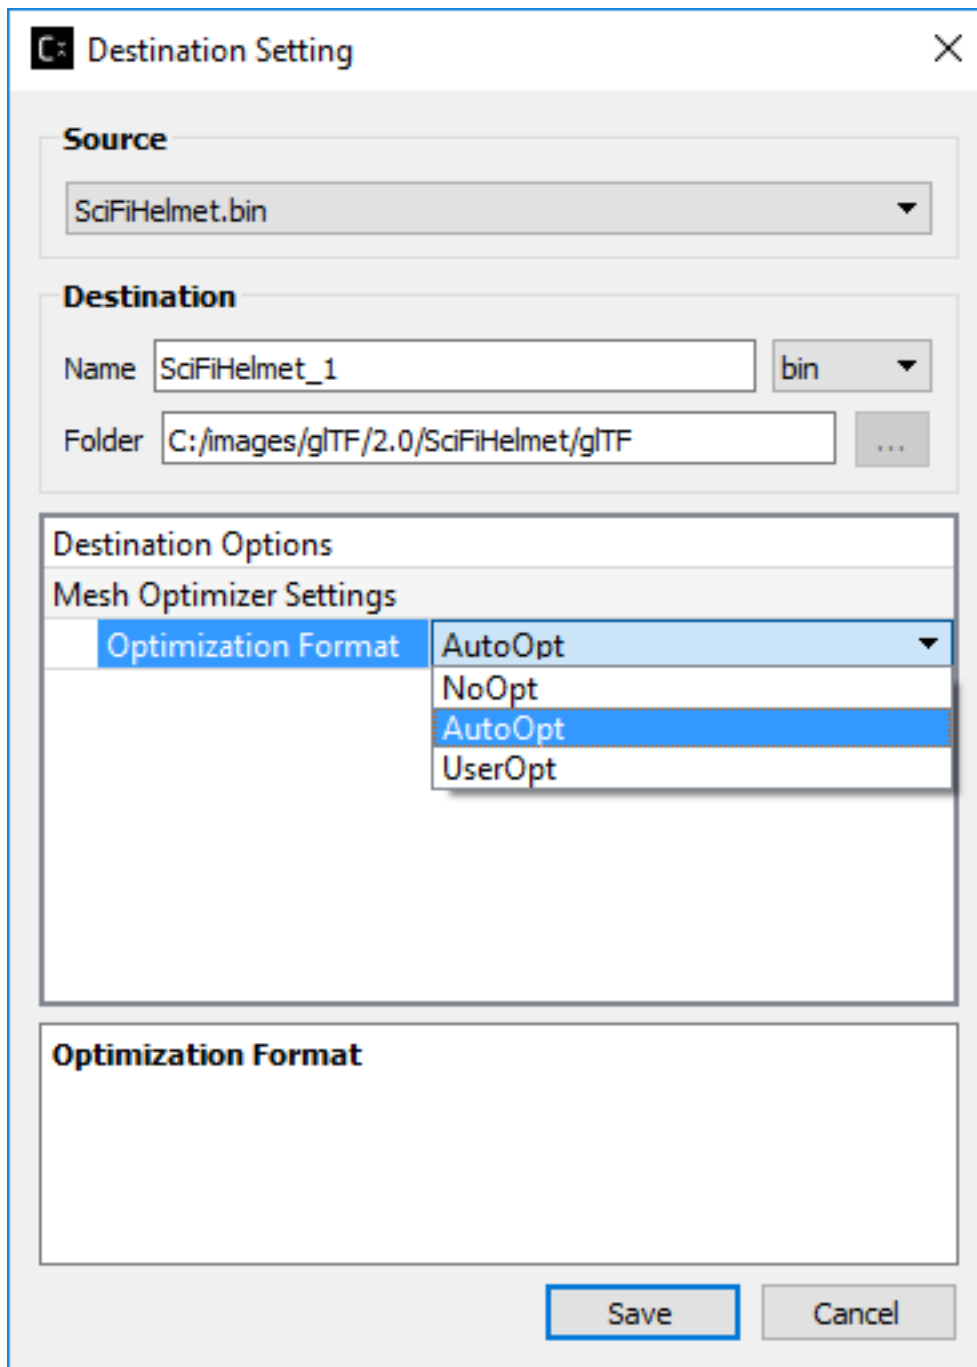 Destination Setting
Source
SciFiHelmet.bin
Destination
Name SciFiHelmet_1 bin
Folder C:/images/glTF/2.0/SciFiHelmet/glTF ...
Destination Options
Mesh Optimizer Settings
Optimization Format AutoOpt
NoOpt
AutoOpt
UserOpt
Optimization Format
Save Cancel